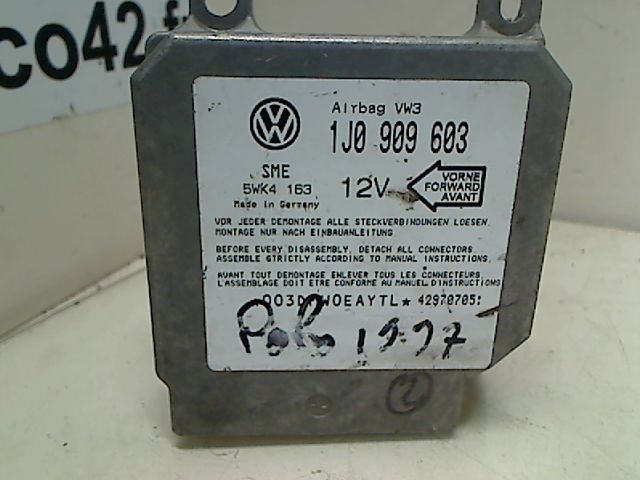 co42.fr
Airbag VW3
1J0 909 603
SME
5WK4 163
12V
VORNE
FORWARD
AVANT
Made in Germany
VOR JEDER DEMONTAGE ALLE STECKVERBINDUNGEN LOESEN.
MONTAGE NUR NACH EINBAUANLEITUNG.
BEFORE EVERY DISASSEMBLY, DETACH ALL CONNECTORS.
ASSEMBLE STRICTLY ACCORDING TO MANUAL INSTRUCTIONS.
AVANT TOUT DEMONTAGE ENLEVER TOUS LES CONNECTEURS.
L'ASSEMBLAGE DOIT ETRE CONFORME AU MANUEL D'INSTRUCTIONS
42970705
1997
2